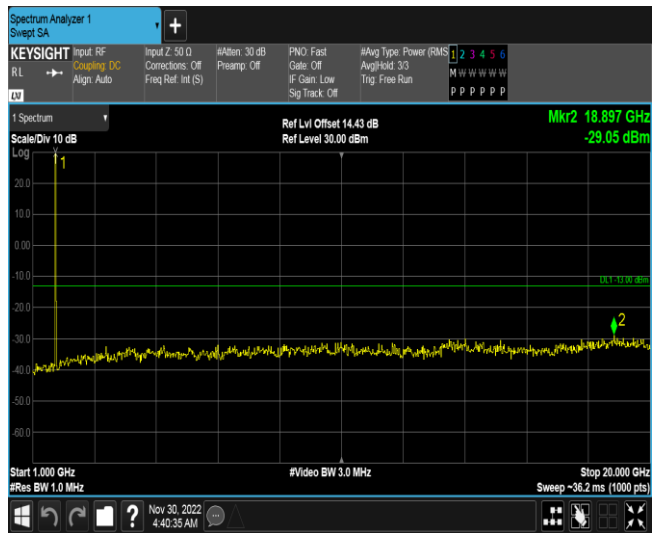 Spectrum Analyzer 1
Swept SA
KEYSIGHT
RL
LXI
Input: RF
Coupling: DC
Align: Auto
Input Z: 50 Ω
Corrections: Off
Freq Ref: Int (S)
#Atten: 30 dB
Preamp: Off
PNO: Fast
Gate: Off
IF Gain: Low
Sig Track: Off
#Avg Type: Power (RMS
Avg|Hold: 3/3
Trig: Free Run
1 2 3 4 5 6
M W W W W W
P P P P P P
1 Spectrum
Scale/Div 10 dB
Ref Lvl Offset 14.43 dB
Ref Level 30.00 dBm
Mkr2 18.897 GHz
-29.05 dBm
Log
1
20.0
10.0
0.00
-10.0
DL1 -13.00 dBm
-20.0
2
-30.0
-40.0
-50.0
-60.0
Start 1.000 GHz
#Res BW 1.0 MHz
#Video BW 3.0 MHz
Stop 20.000 GHz
Sweep ~36.2 ms (1000 pts)
?
Nov 30, 2022
4:40:35 AM